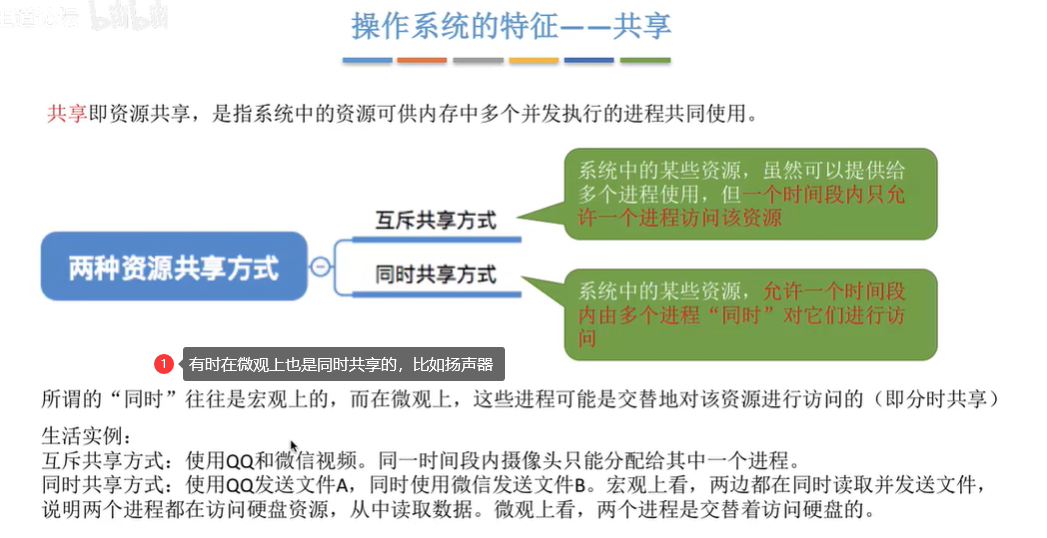 bilibili
操作系统的特征——共享
共享即资源共享，是指系统中的资源可供内存中多个并发执行的进程共同使用。
系统中的某些资源，虽然可以提供给
多个进程使用，但一个时间段内只允
许一个进程访问该资源
互斥共享方式
两种资源共享方式
同时共享方式
系统中的某些资源，允许一个时间段
内由多个进程“同时”对它们进行访
问
1 有时在微观上也是同时共享的，比如扬声器
所谓的“同时”往往是宏观上的，而在微观上，这些进程可能是交替地对该资源进行访问的（即分时共享）
生活实例：
互斥共享方式：使用QQ和微信视频。同一时间段内摄像头只能分配给其中一个进程。
同时共享方式：使用QQ发送文件A，同时使用微信发送文件B。宏观上看，两边都在同时读取并发送文件，
说明两个进程都在访问硬盘资源，从中读取数据。微观上看，两个进程是交替着访问硬盘的。